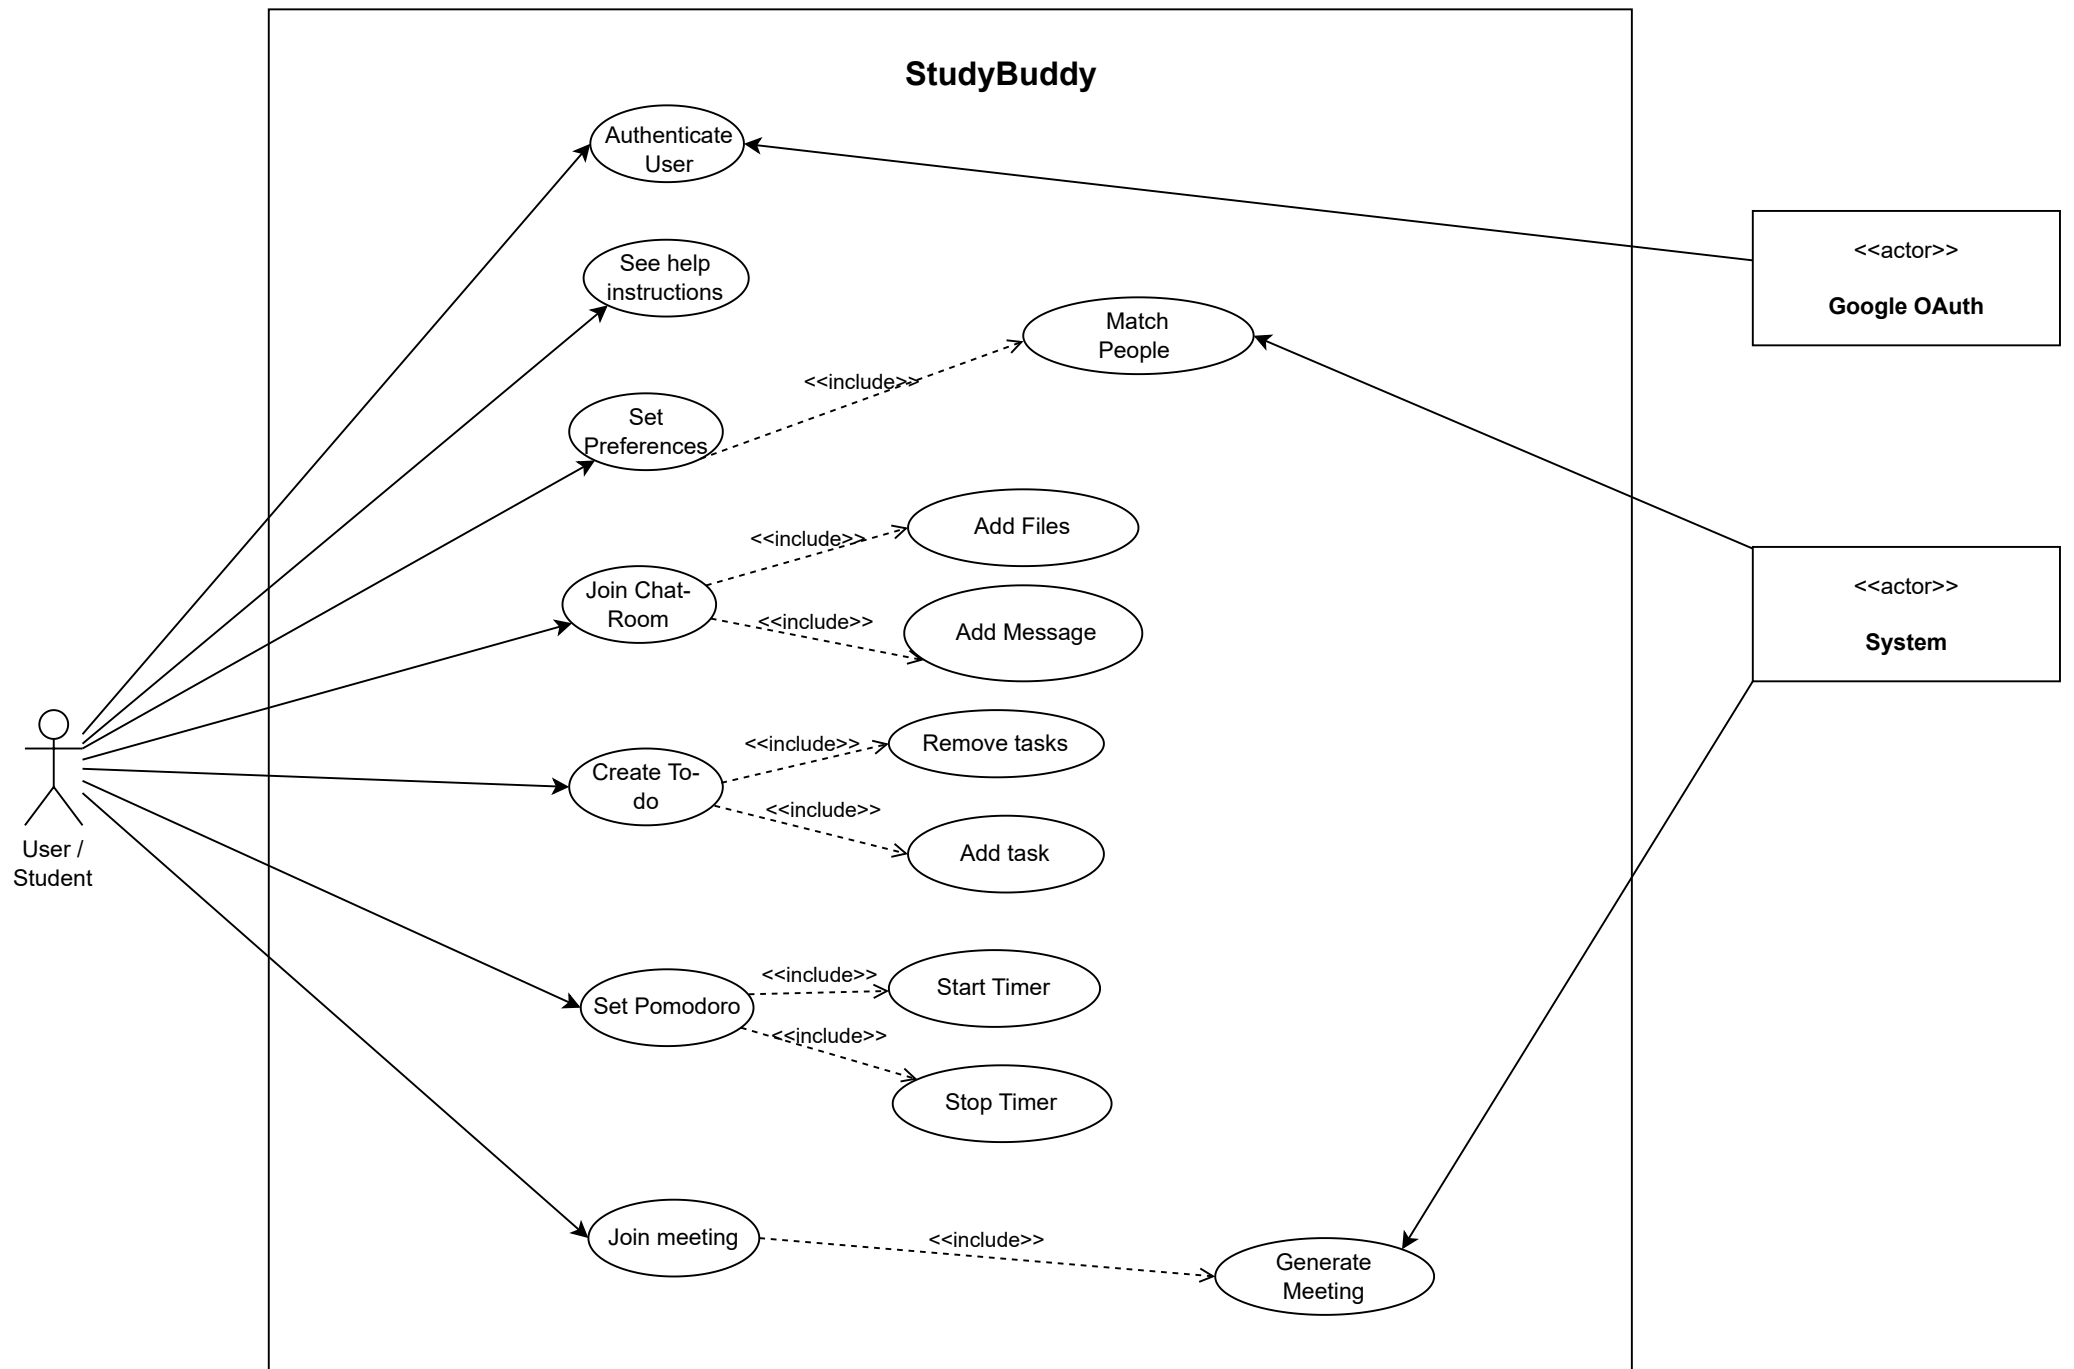 StudyBuddy
Authenticate
User
<<actor>>
Google OAuth
See help
instructions
Match
People
<<include>>
Set
Preferences
Add Files
<<include>>
Join Chat-
Room
<<include>>
Add Message
<<actor>>
System
<<include>>
Remove tasks
Create To-
do
<<include>>
Add task
User /
Student
<<include>>
Start Timer
Set Pomodoro
<<include>>
Stop Timer
Join meeting
<<include>>
Generate
Meeting